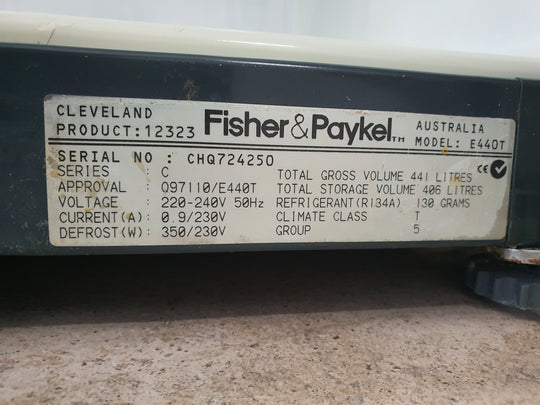 CLEVELAND Fisher&Paykel TM AUSTRALIA
PRODUCT:12323 MODEL: E440T
SERIAL NO : CHQ724250
SERIES : C TOTAL GROSS VOLUME 441 LITRES CE
APPROVAL : Q97110/E440T TOTAL STORAGE VOLUME 406 LITRES
VOLTAGE : 220-240V 50Hz REFRIGERANT(R134A) 130 GRAMS
CURRENT(A): 0.9/230V CLIMATE CLASS T
DEFROST(W): 350/230V GROUP 5